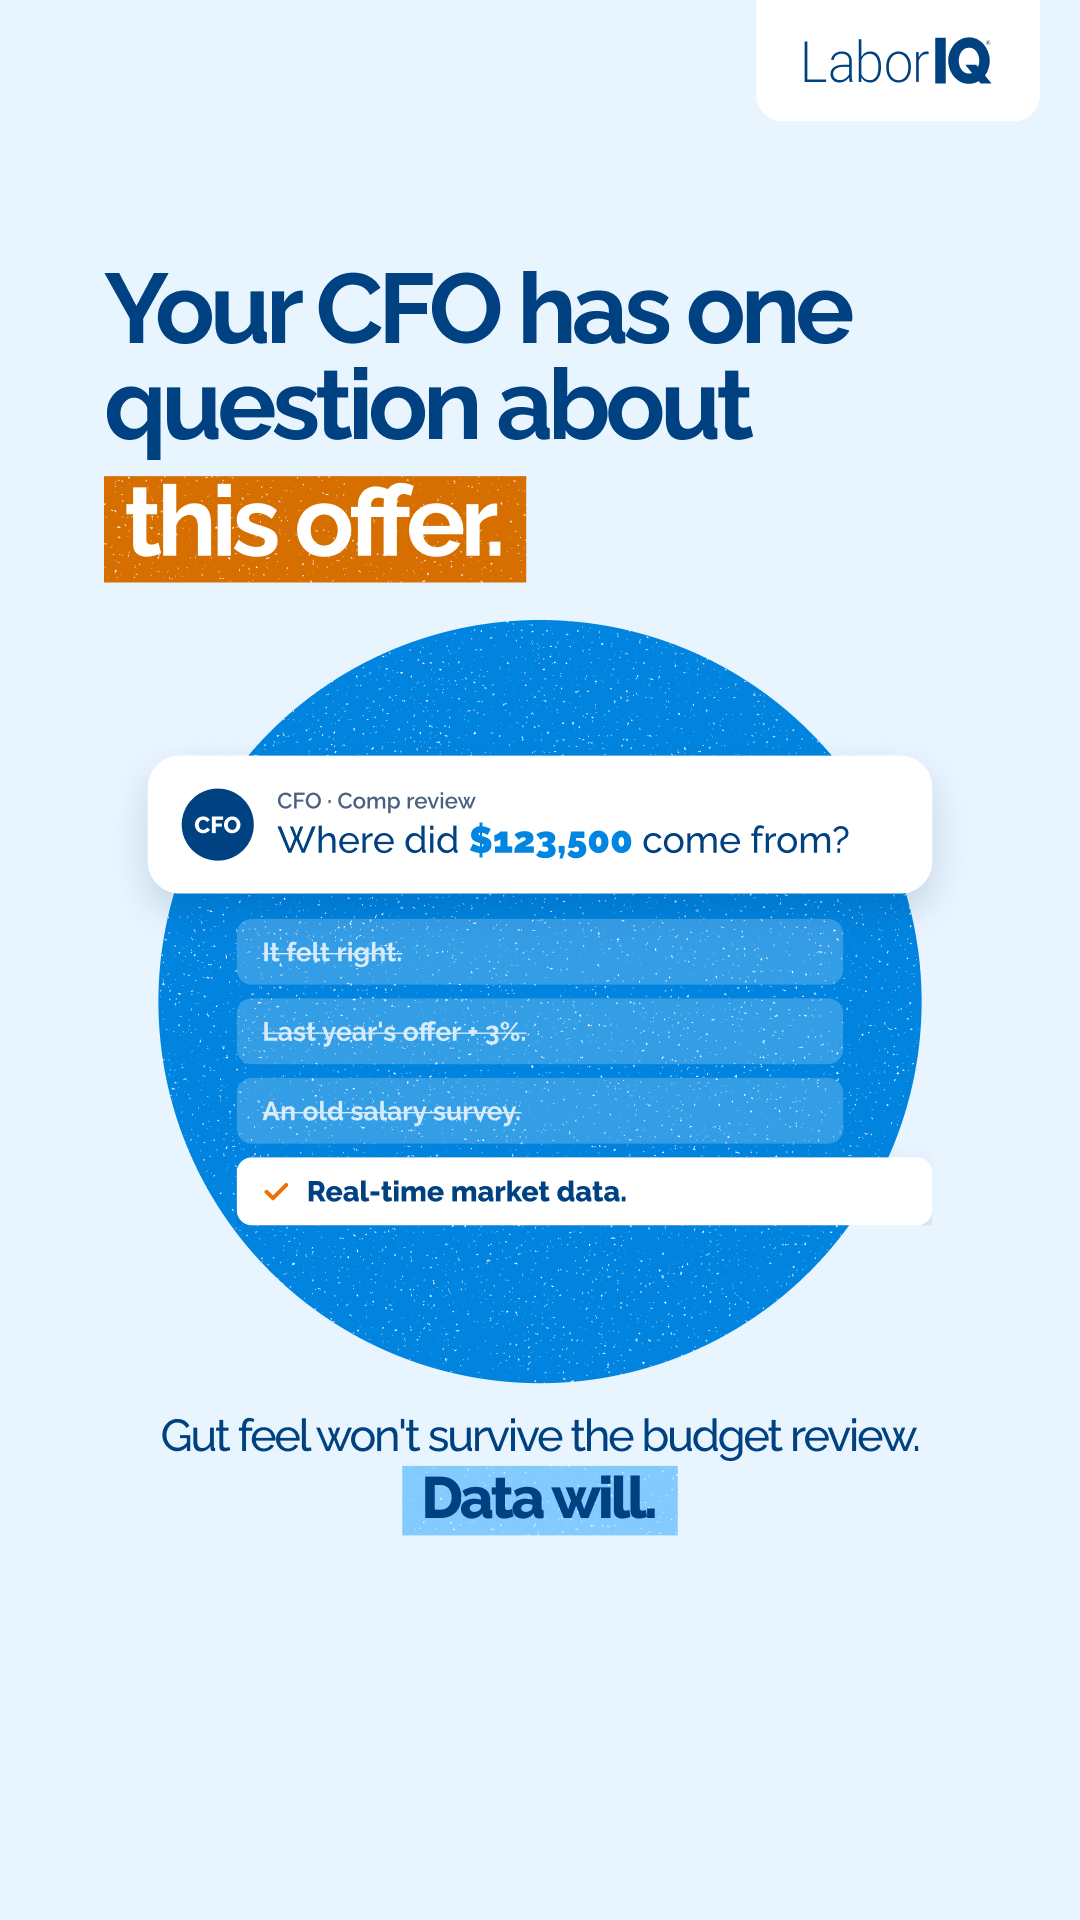 LaborIQ®
Your CFO has one
question about
this offer.
CFO
CFO · Comp review
Where did $123,500 come from?
It felt right.
Last year's offer + 3%.
An old salary survey.
Real-time market data.
Gut feel won't survive the budget review.
Data will.